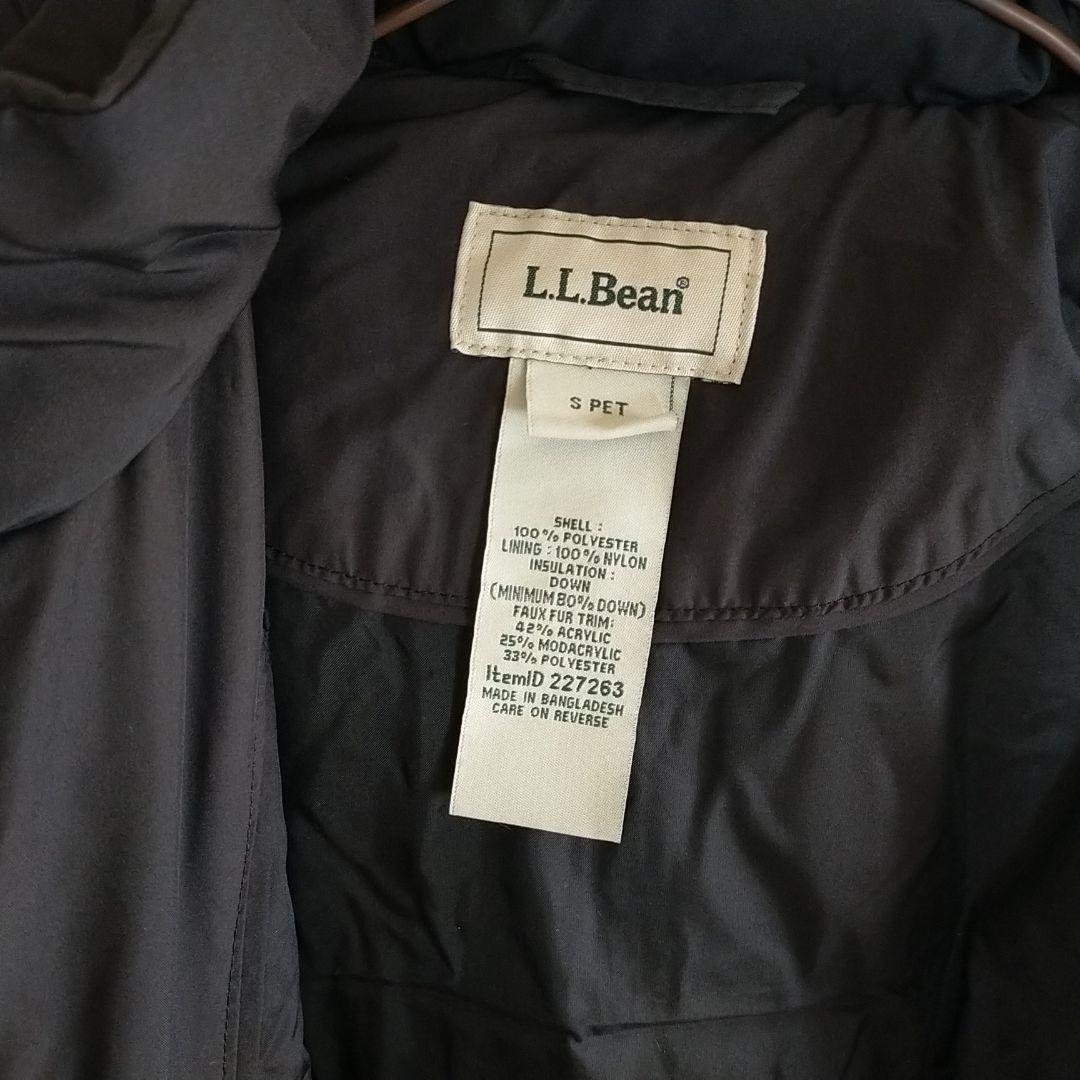 L.L.Bean®
S PET
SHELL :
100% POLYESTER
LINING : 100% NYLON
INSULATION :
DOWN
(MINIMUM 80% DOWN)
FAUX FUR TRIM:
42% ACRYLIC
25% MODACRYLIC
33% POLYESTER
ItemID 227263
MADE IN BANGLADESH
CARE ON REVERSE